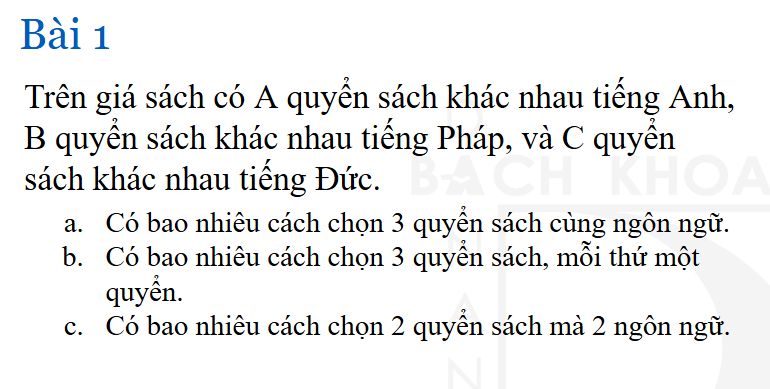 Bài 1
Trên giá sách có A quyển sách khác nhau tiếng Anh,
B quyển sách khác nhau tiếng Pháp, và C quyển
sách khác nhau tiếng Đức.
BACH KHOA
a. Có bao nhiêu cách chọn 3 quyển sách cùng ngôn ngữ.
b. Có bao nhiêu cách chọn 3 quyển sách, mỗi thứ một
quyển.
c. Có bao nhiêu cách chọn 2 quyển sách mà 2 ngôn ngữ.